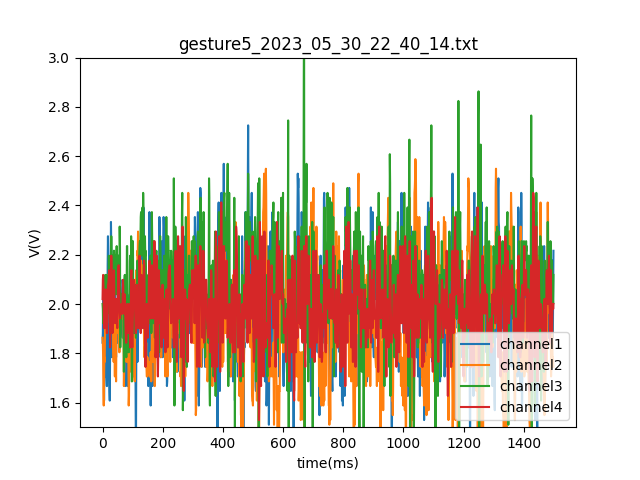 gesture5_2023_05_30_22_40_14.txt
3.0
2.8
2.6
2.4
2.2
2.0
1.8
1.6
V(V)
channel1
channel2
channel3
channel4
0 200 400 600 800 1000 1200 1400
time(ms)